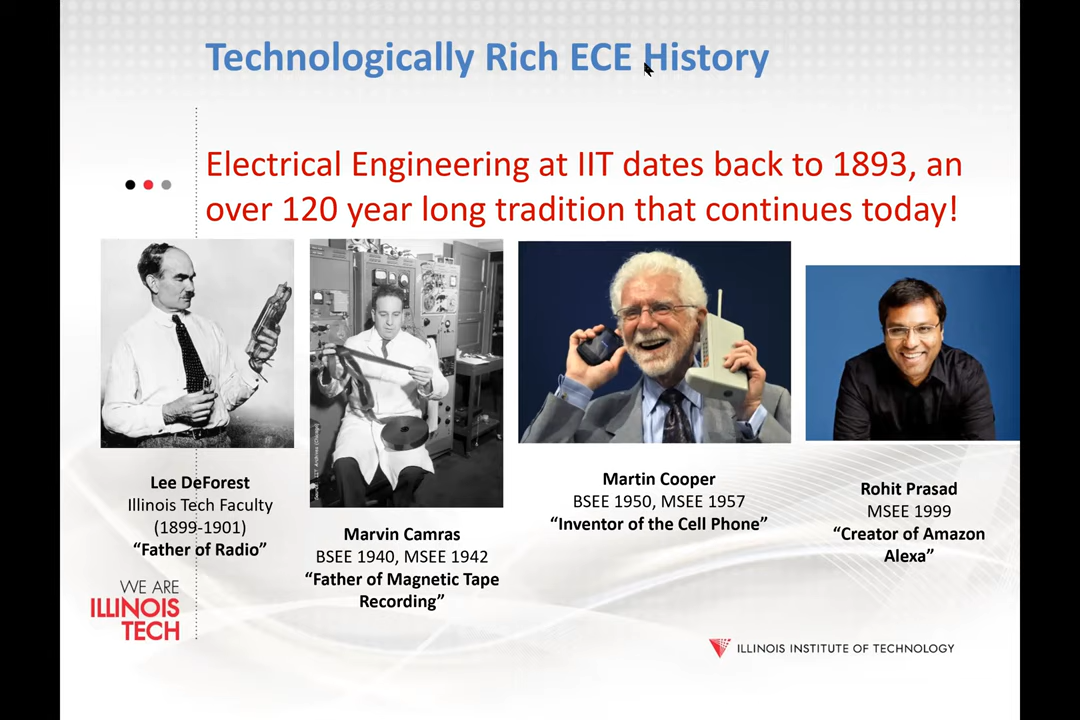 Technologically Rich ECE History
Electrical Engineering at IIT dates back to 1893, an
over 120 year long tradition that continues today!
Lee DeForest
Illinois Tech Faculty
(1899-1901)
“Father of Radio”
Marvin Camras
BSEE 1940, MSEE 1942
“Father of Magnetic Tape
Recording”
Martin Cooper
BSEE 1950, MSEE 1957
“Inventor of the Cell Phone”
Rohit Prasad
MSEE 1999
“Creator of Amazon
Alexa”
WE ARE
ILLINOIS
TECH
ILLINOIS INSTITUTE OF TECHNOLOGY